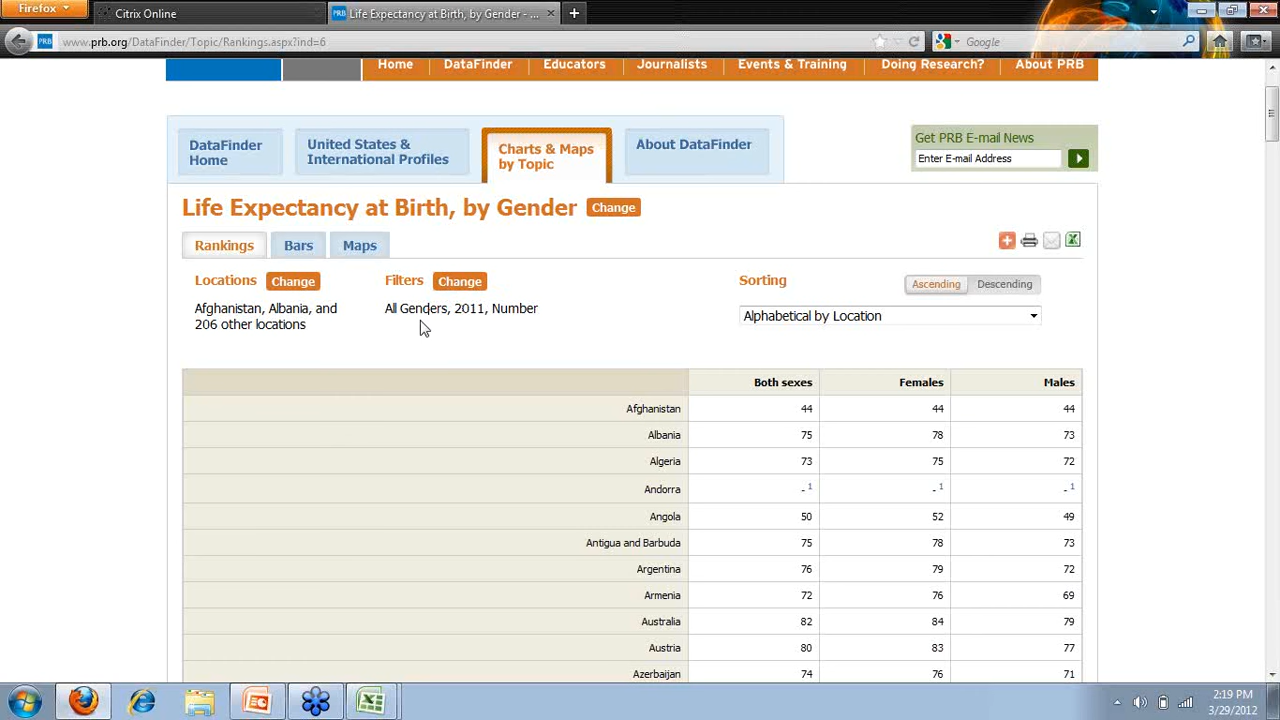 Firefox
Citrix Online
PRB Life Expectancy at Birth, by Gender - ...
PRB www.prb.org/DataFinder/Topic/Rankings.aspx?ind=6
Google
Home DataFinder Educators Journalists Events & Training Doing Research? About PRB
DataFinder Home
United States & International Profiles
Charts & Maps by Topic
About DataFinder
Get PRB E-mail News
Enter E-mail Address
Life Expectancy at Birth, by Gender Change
Rankings Bars Maps
Locations Change Filters Change Sorting Ascending Descending
Afghanistan, Albania, and
206 other locations
All Genders, 2011, Number
Alphabetical by Location
Both sexes Females Males
Afghanistan 44 44 44
Albania 75 78 73
Algeria 73 75 72
Andorra - 1 - 1 - 1
Angola 50 52 49
Antigua and Barbuda 75 78 73
Argentina 76 79 72
Armenia 72 76 69
Australia 82 84 79
Austria 80 83 77
Azerbaijan 74 76 71
2:19 PM
3/29/2012